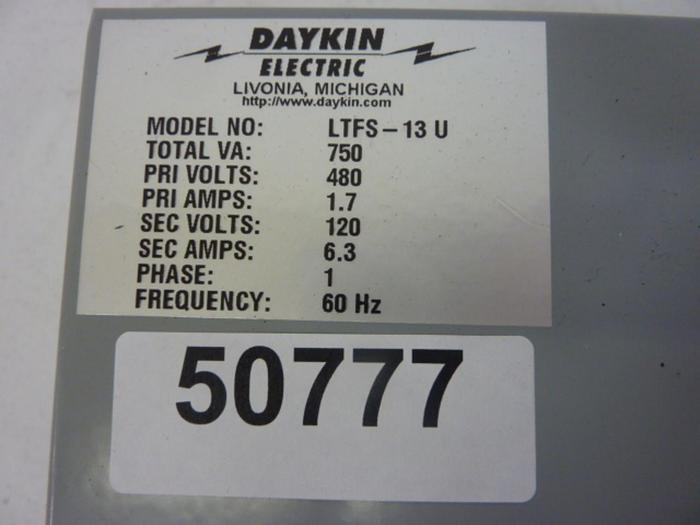 DAYKIN
ELECTRIC
LIVONIA, MICHIGAN
http://www.daykin.com
MODEL NO: LTFS-13 U
TOTAL VA: 750
PRI VOLTS: 480
PRI AMPS: 1.7
SEC VOLTS: 120
SEC AMPS: 6.3
PHASE: 1
FREQUENCY: 60 Hz
50777